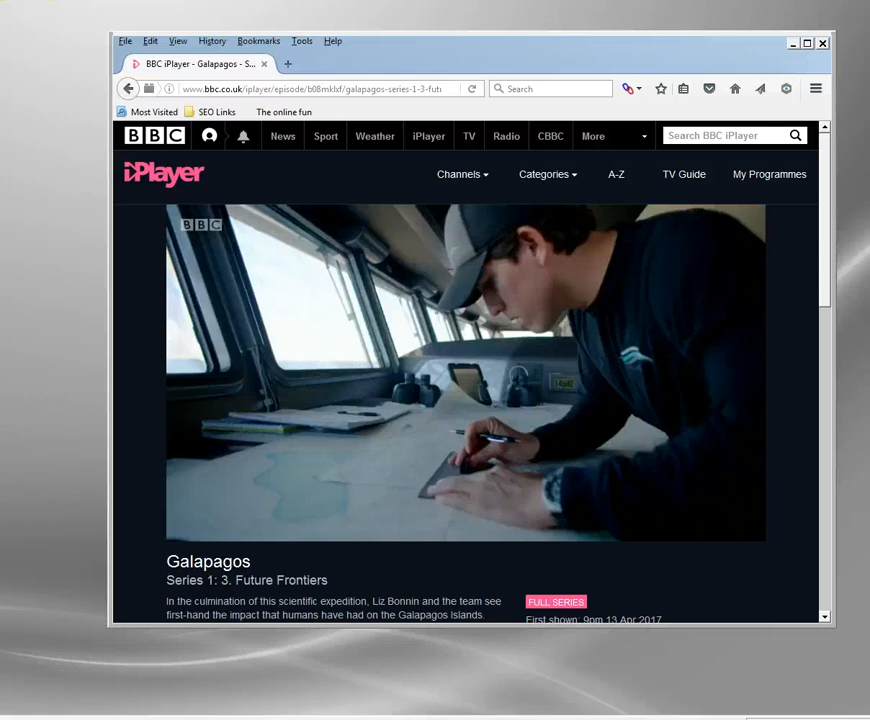 File Edit View History Bookmarks Tools Help
BBC iPlayer - Galapagos - S... × +
www.bbc.co.uk/iplayer/episode/b08mklxf/galapagos-series-1-3-futu
Search
Most Visited SEO Links The online fun
BBC News Sport Weather iPlayer TV Radio CBBC More Search BBC iPlayer
iPlayer Channels Categories A-Z TV Guide My Programmes
BBC
Galapagos
Series 1: 3. Future Frontiers
In the culmination of this scientific expedition, Liz Bonnin and the team see
first-hand the impact that humans have had on the Galapagos Islands.
FULL SERIES
First shown: 9pm 13 Apr 2017